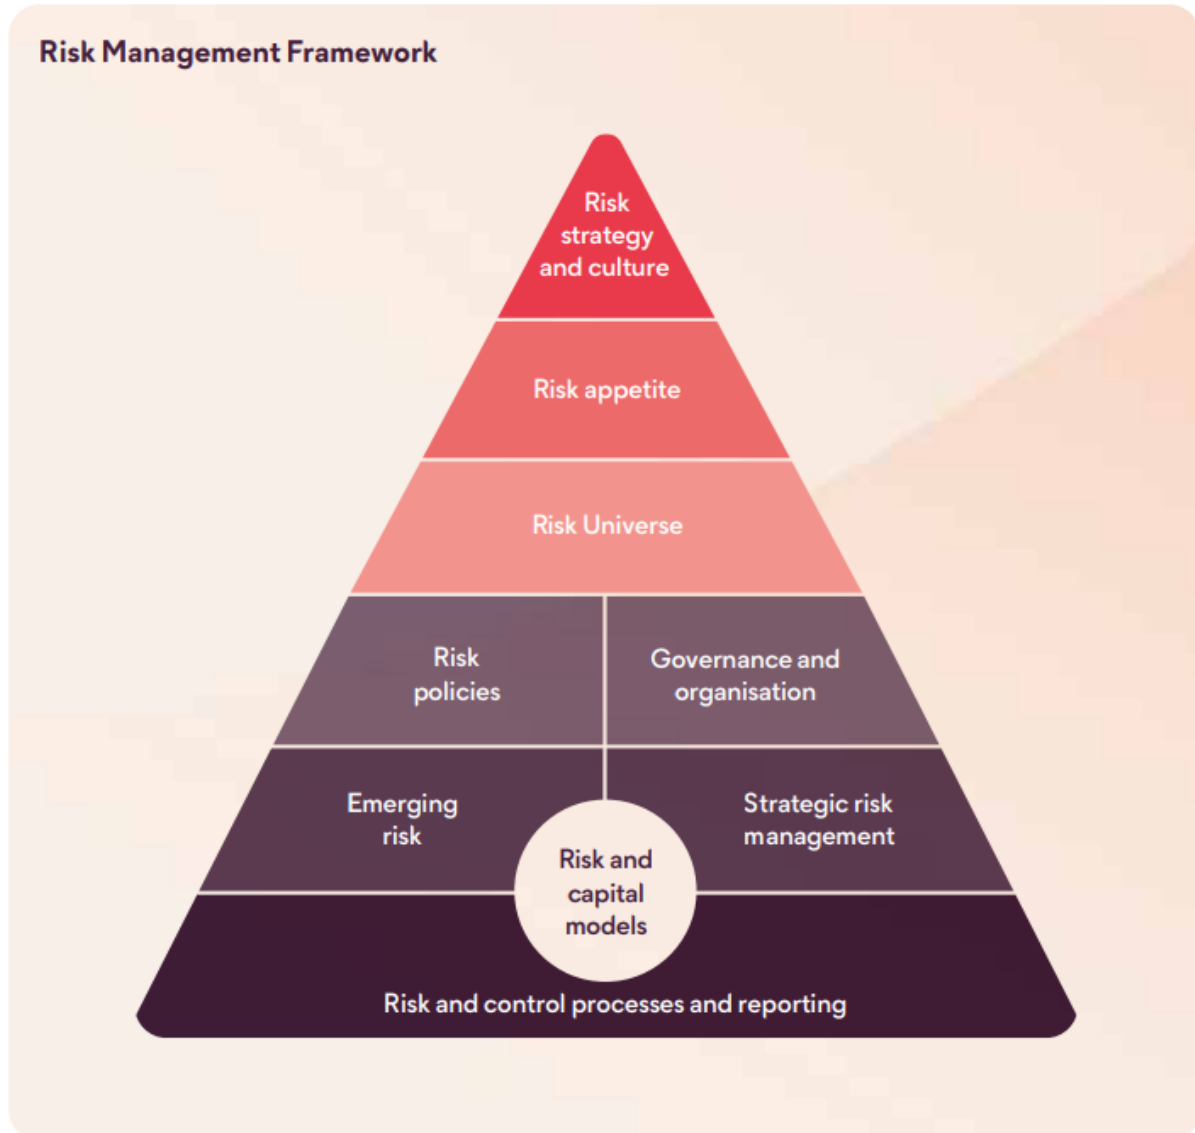 Risk Management Framework
Risk
strategy
and culture
Risk appetite
Risk Universe
Risk
policies
Governance and
organisation
Emerging
risk
Strategic risk
management
Risk and
capital
models
Risk and control processes and reporting